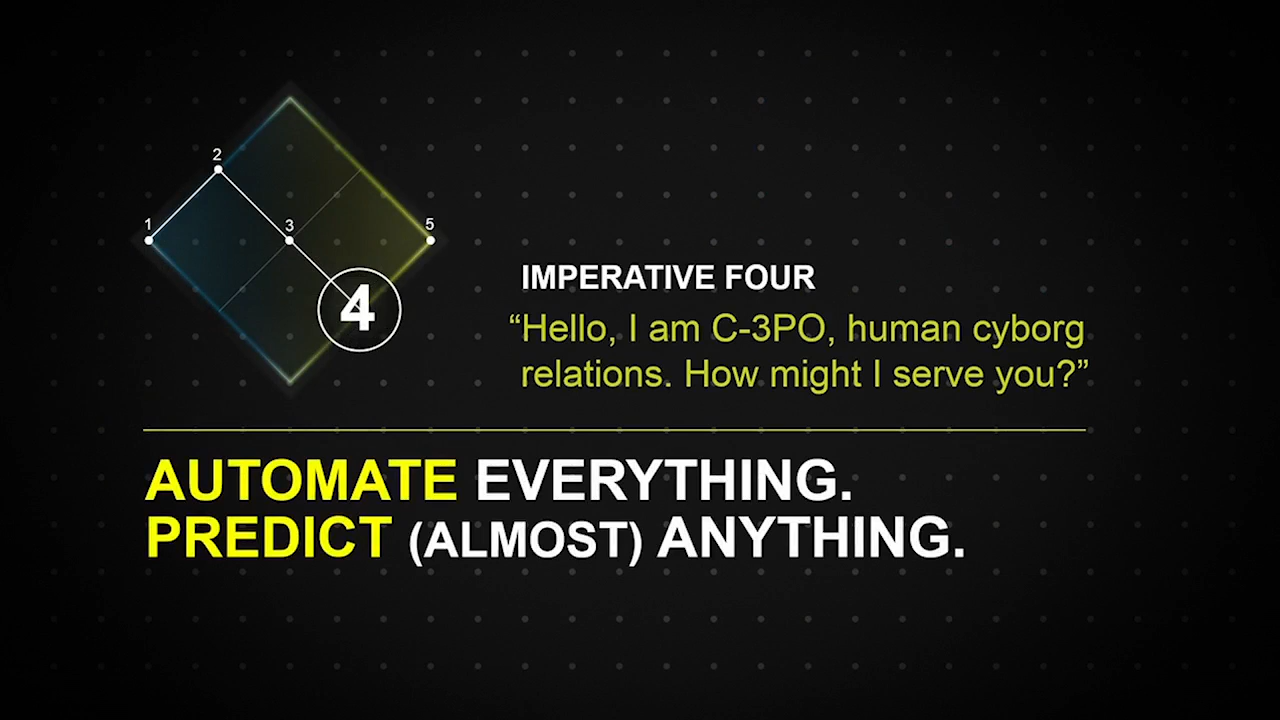 2
1
3
5
4
IMPERATIVE FOUR
“Hello, I am C-3PO, human cyborg
relations. How might I serve you?”
AUTOMATE EVERYTHING.
PREDICT (ALMOST) ANYTHING.